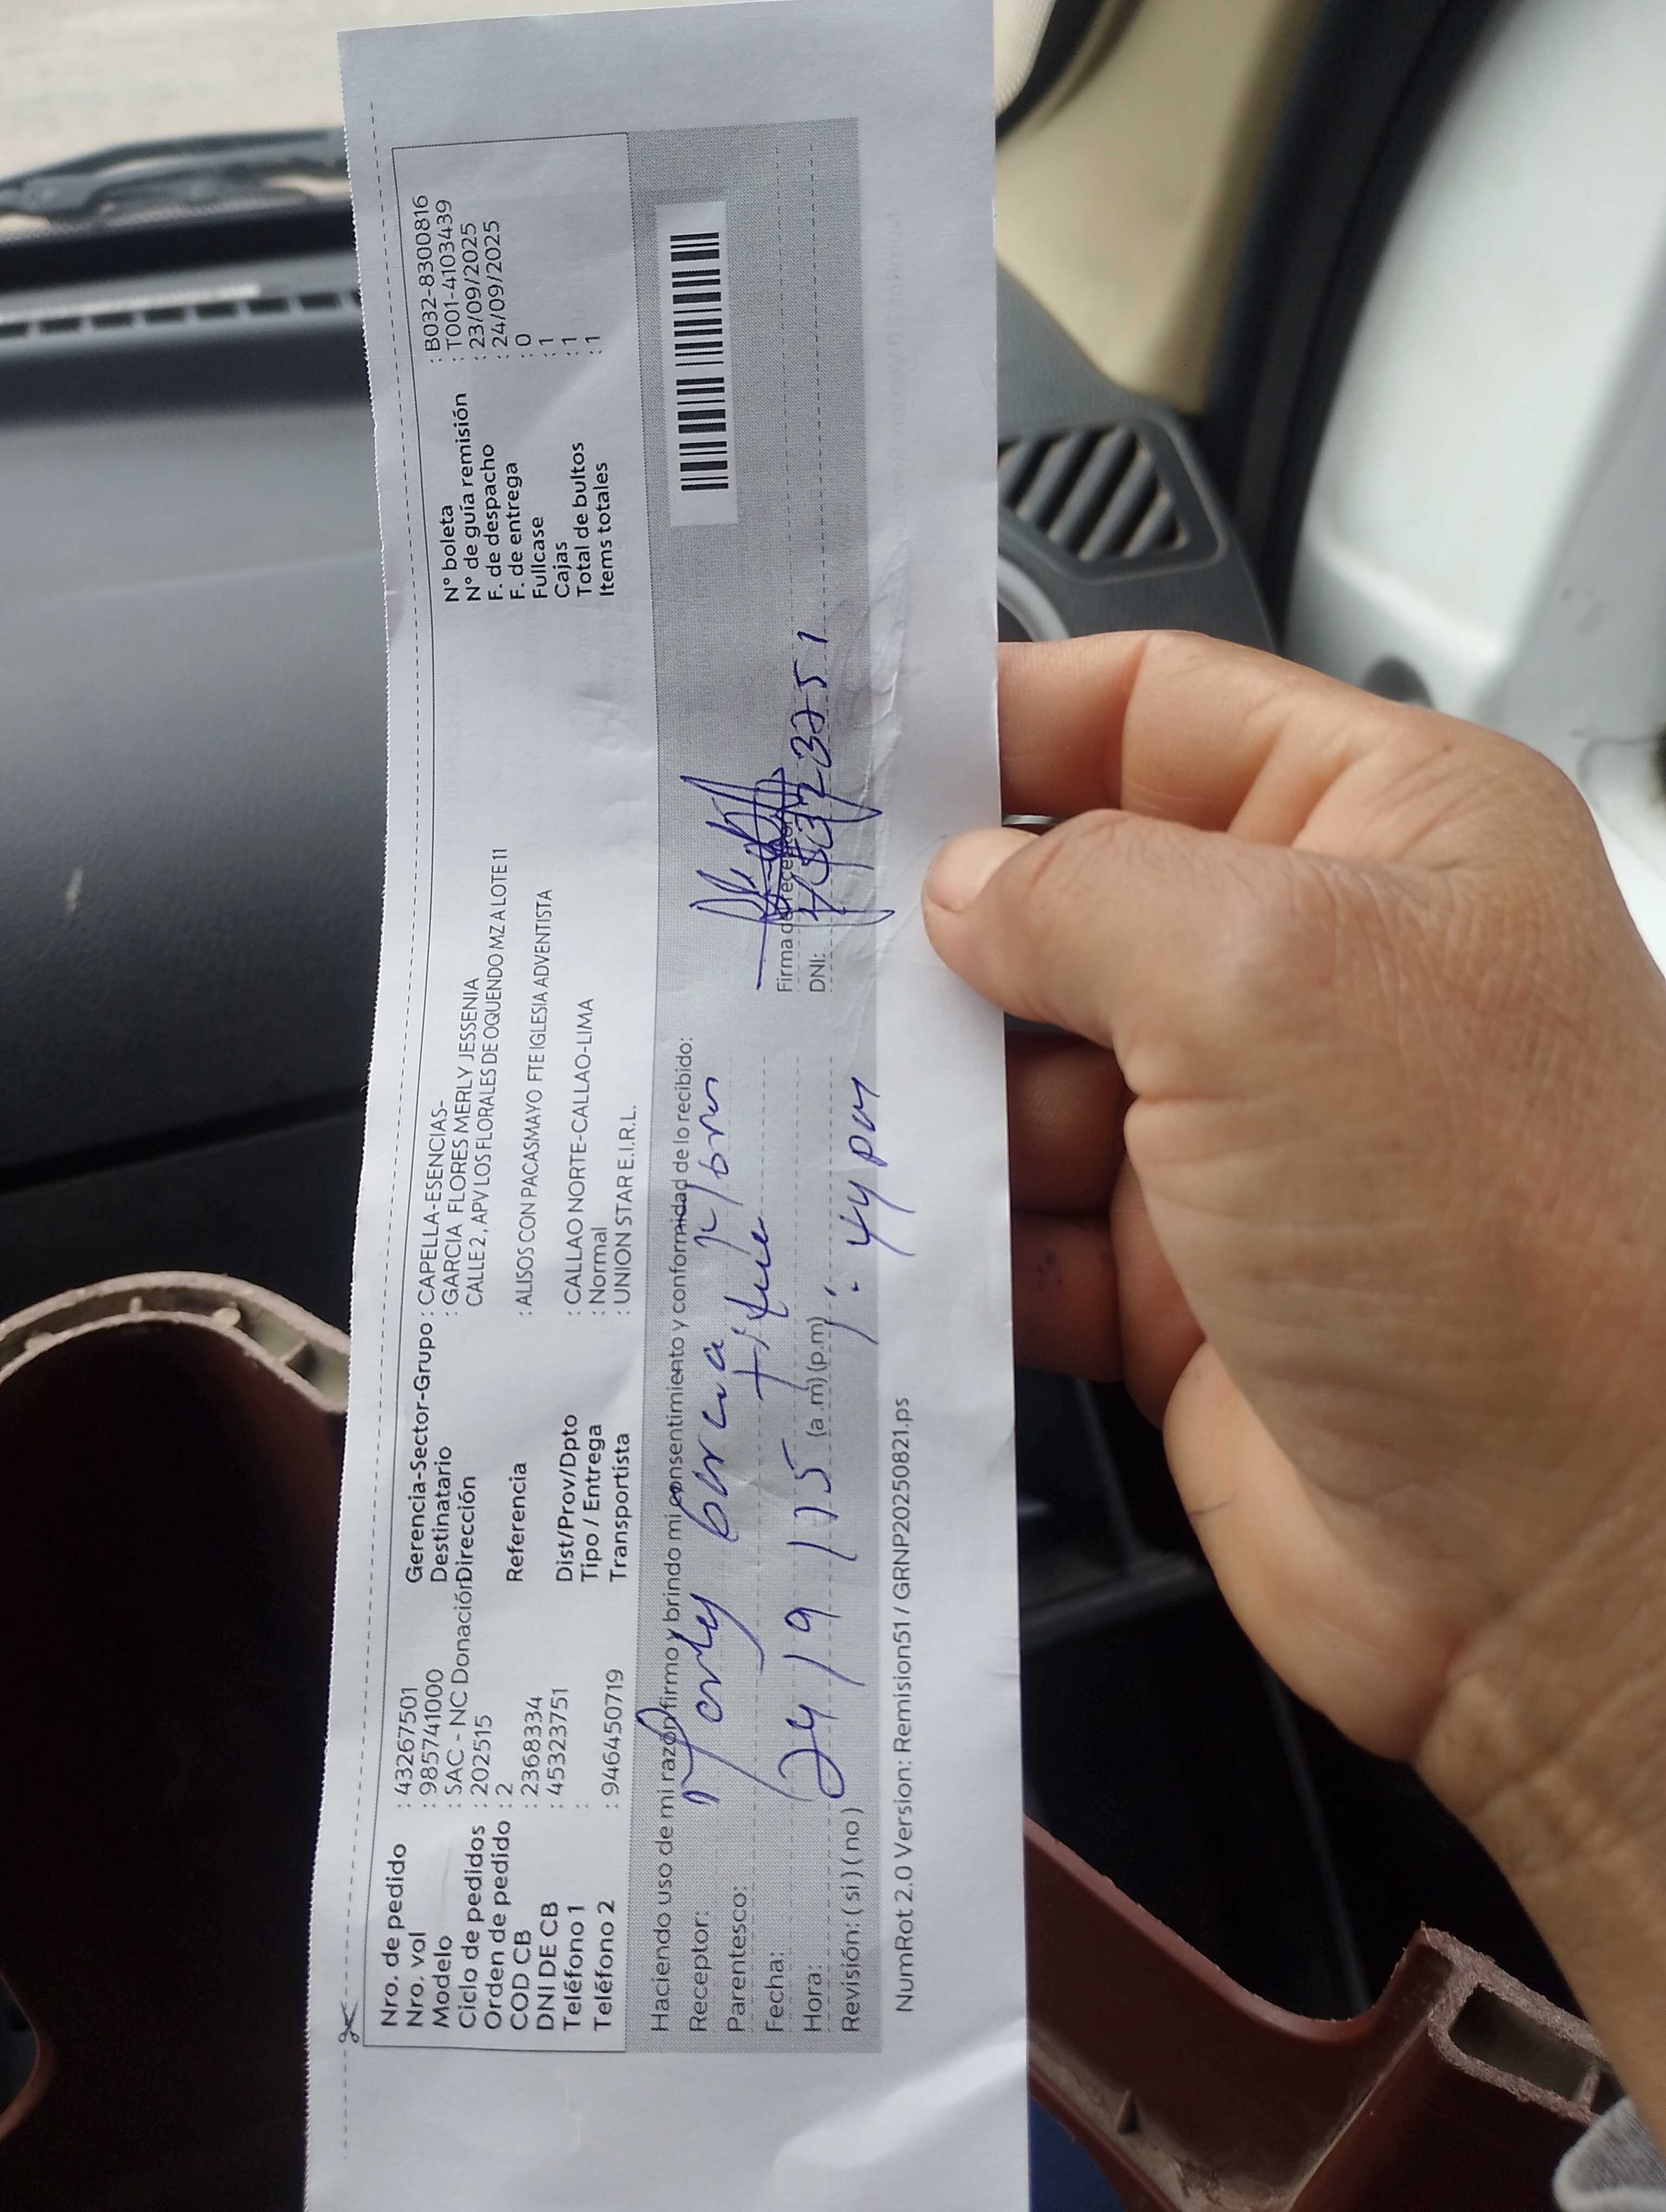 Nro. de pedido : 43267501 Gerencia-Sector-Grupo : CAPELLA-ESENCIAS- N° boleta : B032-8300816
Nro. vol : 985741000 Destinatario : GARCIA FLORES MERLY JESSENIA N° de guía remisión : T001-4103439
Modelo : SAC - NC Donación Dirección CALLE 2 , APV LOS FLORALES DE OQUENDO MZ A LOTE 11 F. de despacho : 23/09/2025
Ciclo de pedidos : 202515 F. de entrega : 24/09/2025
Orden de pedido : 2 Referencia : ALISOS CON PACASMAYO FTE IGLESIA ADVENTISTA Fullcase : 0
COD CB : 2368334 Cajas : 1
DNI DE CB : 45323751 Dist/Prov/Dpto : CALLAO NORTE-CALLAO-LIMA Total de bultos : 1
Teléfono 1 : Tipo / Entrega : Normal Items totales : 1
Teléfono 2 : 946450719 Transportista : UNION STAR E.I.R.L.
Haciendo uso de mi razón firmo y brindo mi consentimiento y conformidad de lo recibido:
Receptor:
Parentesco:
Fecha: 24/9/25 Firma de receptor
Hora: (a.m) (p.m) DNI: 45323751
Revisión: ( si ) ( no )
NumRot 2.0 Version: Remision51 / GRNP20250821.ps